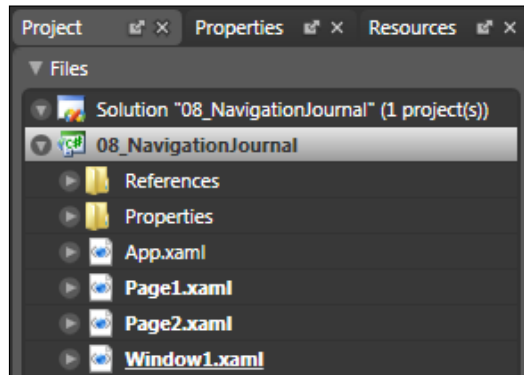 Project Properties Resources
Files
Solution "08_NavigationJournal" (1 project(s))
C# 08_NavigationJournal
References
Properties
App.xaml
Page1.xaml
Page2.xaml
Window1.xaml